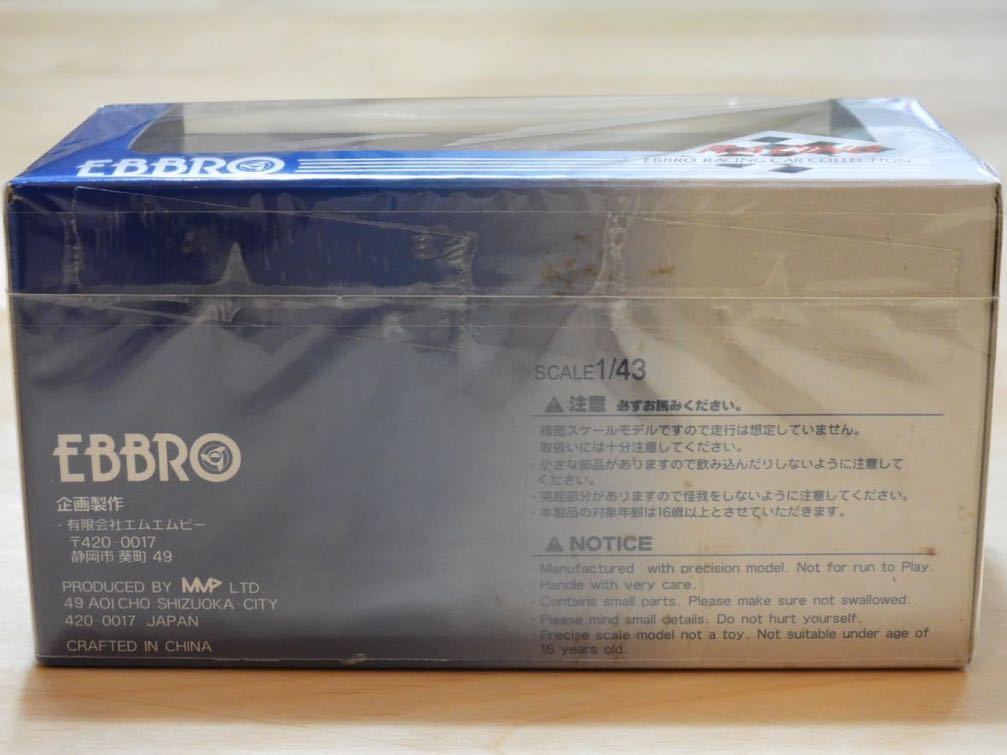 EBBRO
RACING
EBBRO RACING CAR COLLECTION
SCALE 1/43
⚠ 注意 必ずお読みください。
・精密スケールモデルですので走行は想定していません。
取扱いには十分注意してください。
・小さな部品がありますので飲み込んだりしないように注意して
ください。
・突起部分がありますので怪我をしないように注意してください。
・本製品の対象年齢は16歳以上とさせていただきます。
⚠ NOTICE
・Manufactured with precision model. Not for run to Play.
Handle with very care.
・Contains small parts. Please make sure not swallowed.
・Please mind small details. Do not hurt yourself.
・Precise scale model not a toy. Not suitable under age of
16 years old.
EBBRO
企画製作
・有限会社エムエムピー
〒420-0017
静岡市 葵町 49
PRODUCED BY MMP LTD.
49 AOI CHO SHIZUOKA CITY
420 0017 JAPAN
CRAFTED IN CHINA